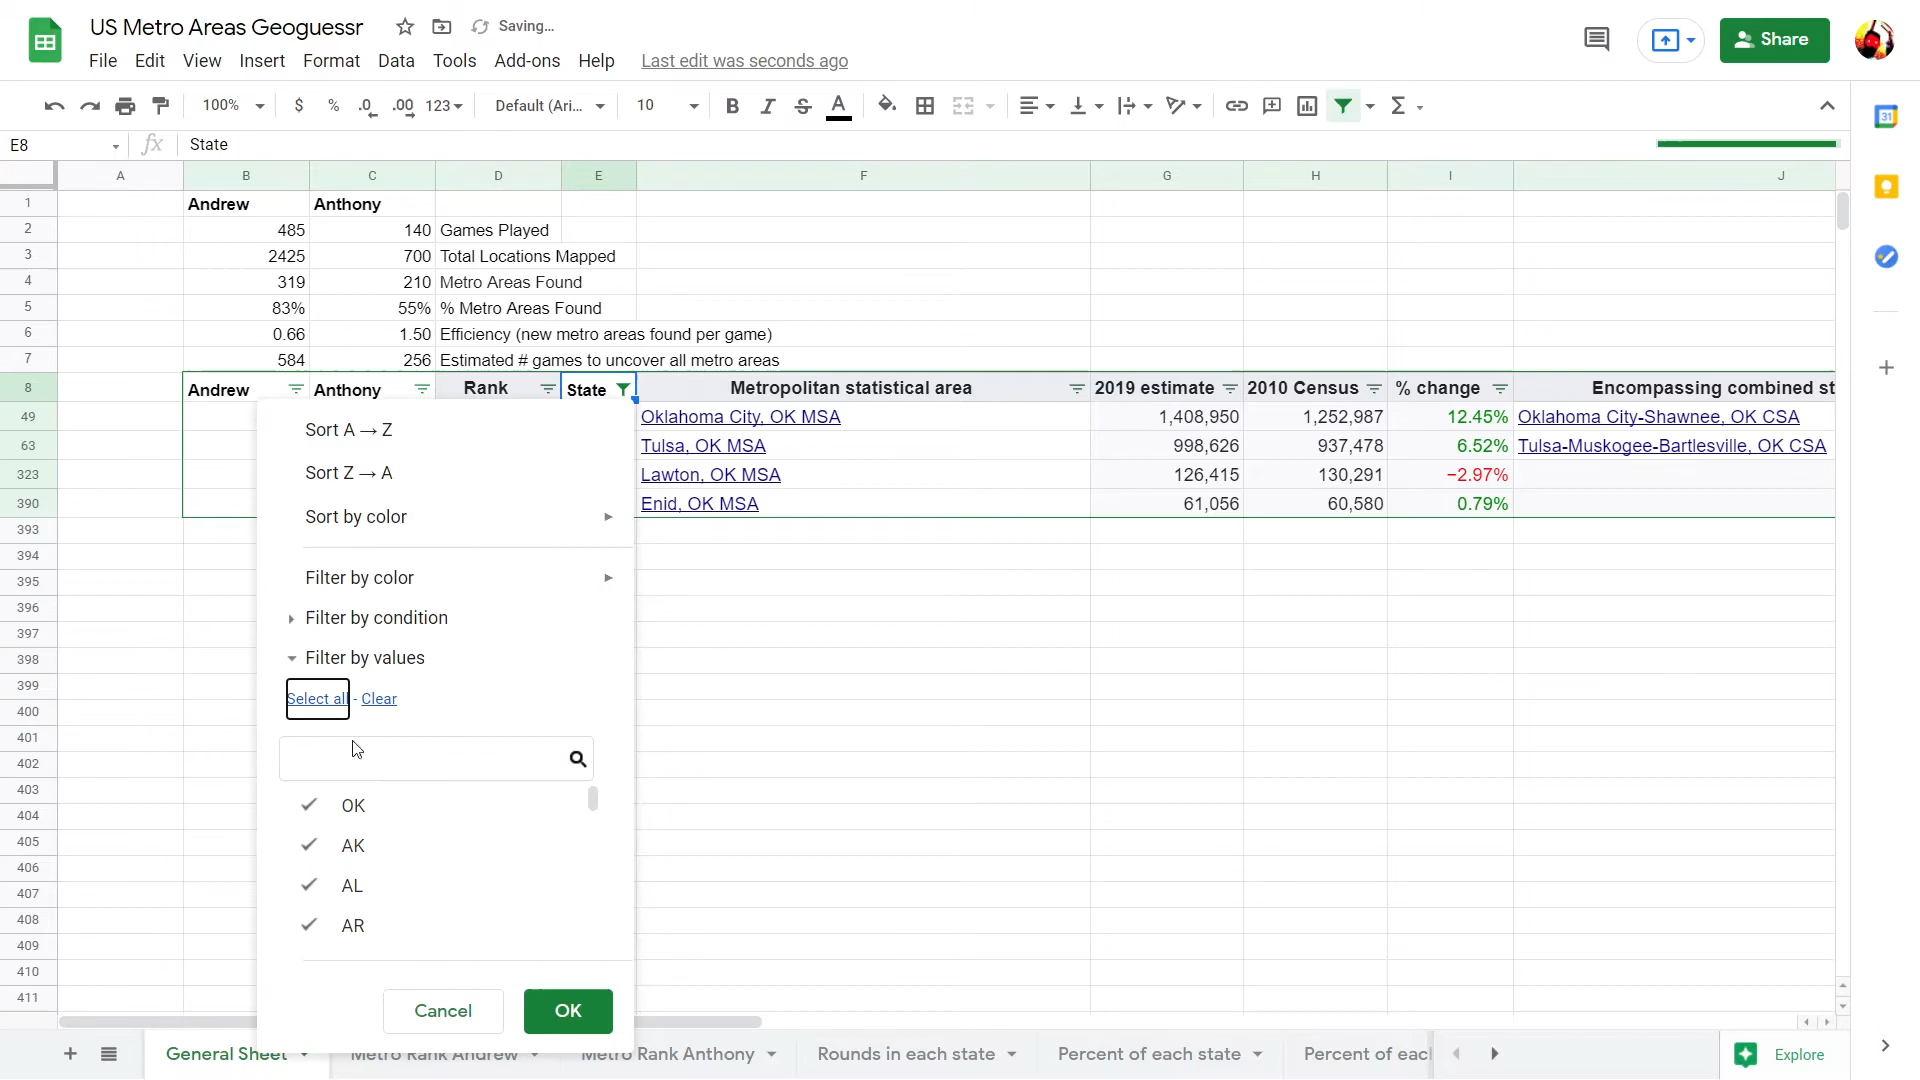 US Metro Areas Geoguessr Saving...
File Edit View Insert Format Data Tools Add-ons Help Last edit was seconds ago
Share
31
100% $ % .0 .00 123 Default (Ari... 10 B I S A Σ
E8 fx State
A B C D E F G H I J
1 Andrew Anthony
2 485 140 Games Played
3 2425 700 Total Locations Mapped
4 319 210 Metro Areas Found
5 83% 55% % Metro Areas Found
6 0.66 1.50 Efficiency (new metro areas found per game)
7 584 256 Estimated # games to uncover all metro areas
8 Andrew Anthony Rank State Metropolitan statistical area 2019 estimate 2010 Census % change Encompassing combined st
49 Oklahoma City, OK MSA 1,408,950 1,252,987 12.45% Oklahoma City-Shawnee, OK CSA
63 Tulsa, OK MSA 998,626 937,478 6.52% Tulsa-Muskogee-Bartlesville, OK CSA
323 Lawton, OK MSA 126,415 130,291 −2.97%
390 Enid, OK MSA 61,056 60,580 0.79%
393
394
395
396
397
398
399
400
401
402
403
404
405
406
407
408
409
410
411
Sort A → Z
Sort Z → A
Sort by color
Filter by color
Filter by condition
Filter by values
Select all - Clear
OK
AK
AL
AR
Cancel OK
General Sheet Metro Rank Andrew Metro Rank Anthony Rounds in each state Percent of each state Percent of eacl Explore